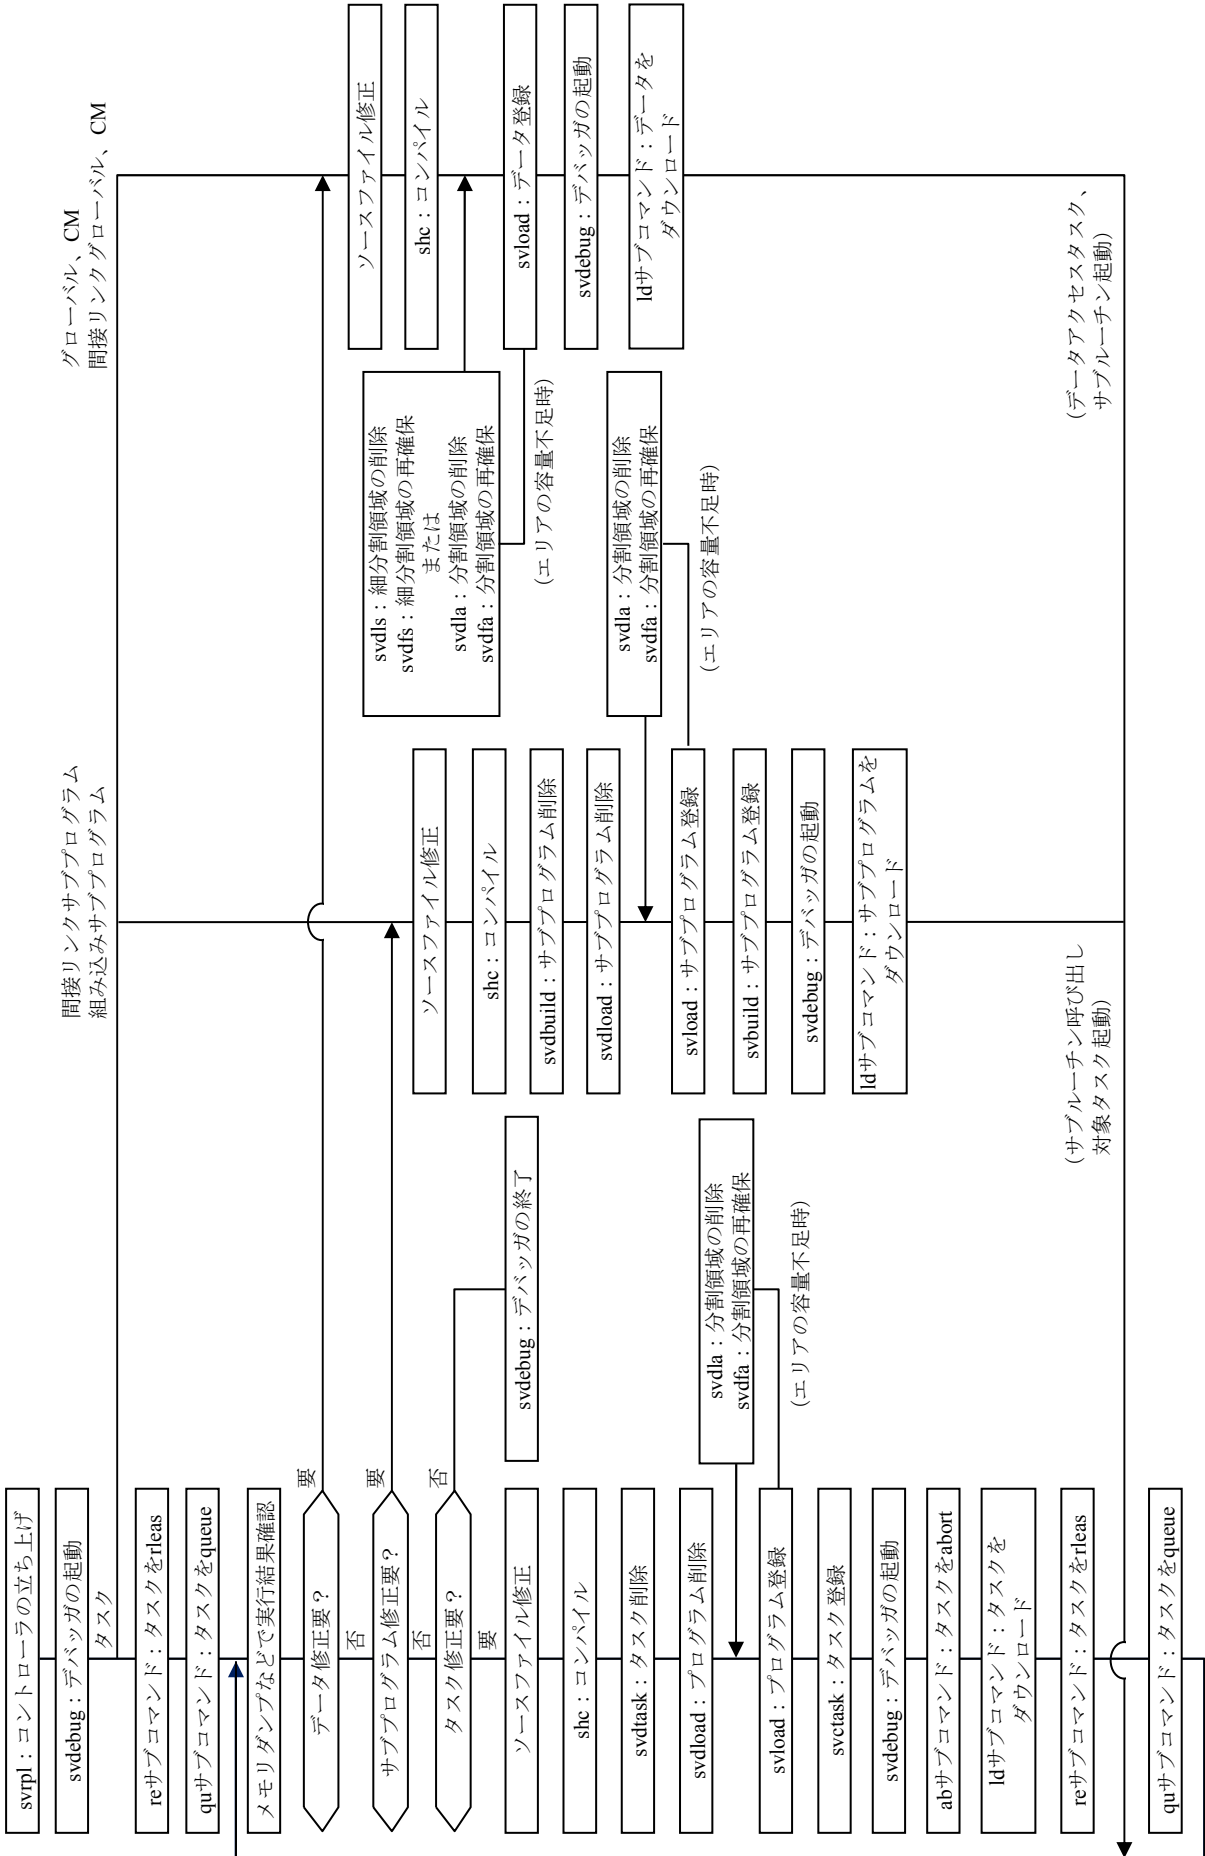 svrpl：コントローラの立ち上げ
svdebug：デバッガの起動
タスク
reサブコマンド：タスクをrleas
quサブコマンド：タスクをqueue
メモリダンプなどで実行結果確認
データ修正要？
要
否
サブプログラム修正要？
要
否
タスク修正要？
否
要
svdebug：デバッガの終了
ソースファイル修正
shc：コンパイル
svdtask：タスク削除
svdload：プログラム削除
svdla：分割領域の削除
svdfa：分割領域の再確保
(エリアの容量不足時)
svload：プログラム登録
svctask：タスク登録
svdebug：デバッガの起動
abサブコマンド：タスクをabort
ldサブコマンド：タスクを
ダウンロード
reサブコマンド：タスクをrleas
quサブコマンド：タスクをqueue
間接リンクサブプログラム
組み込みサブプログラム
ソースファイル修正
shc：コンパイル
svdbuild：サブプログラム削除
svdload：サブプログラム削除
svdla：分割領域の削除
svdfa：分割領域の再確保
(エリアの容量不足時)
svload：サブプログラム登録
svbuild：サブプログラム登録
svdebug：デバッガの起動
ldサブコマンド：サブプログラムを
ダウンロード
(サブルーチン呼び出し
対象タスク起動)
グローバル、CM
間接リンクグローバル、CM
ソースファイル修正
shc：コンパイル
svdls：細分割領域の削除
svdfs：細分割領域の再確保
または
svdla：分割領域の削除
svdfa：分割領域の再確保
(エリアの容量不足時)
svload：データ登録
svdebug：デバッガの起動
ldサブコマンド：データを
ダウンロード
(データアクセスタスク、
サブルーチン起動)